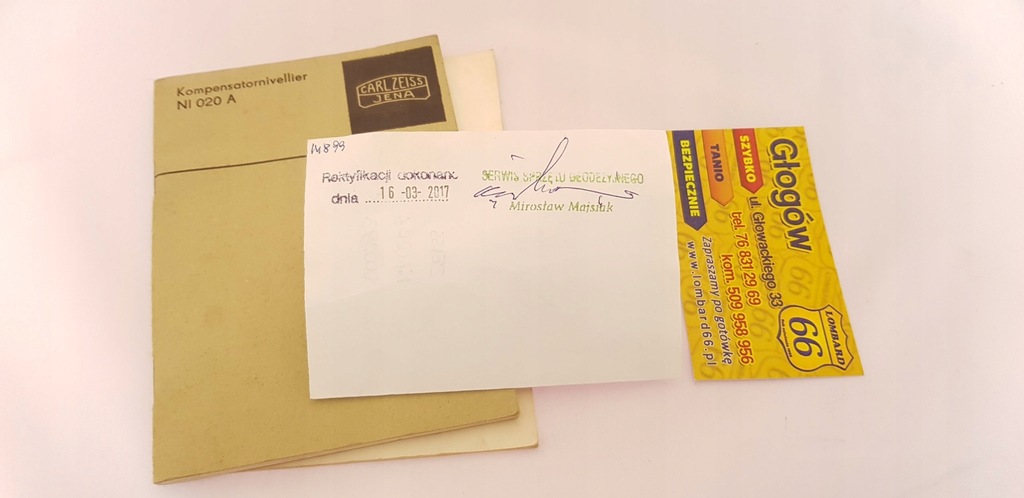 Kompensatornivellier
NI 020 A
CARL ZEISS
JENA
14899
Rektyfikacji dokonano
dnia 16 -03- 2017
SERWIS SPRZĘTU GEODEZYJNEGO
Mirosław Majsiuk
Głogów
ul. Głowackiego 33
SZYBKO
tel. 76 831 29 69
TANIO
kom. 509 958 956
Zapraszamy po gotówkę
BEZPIECZNIE
www.lombard66.pl
LOMBARD
66